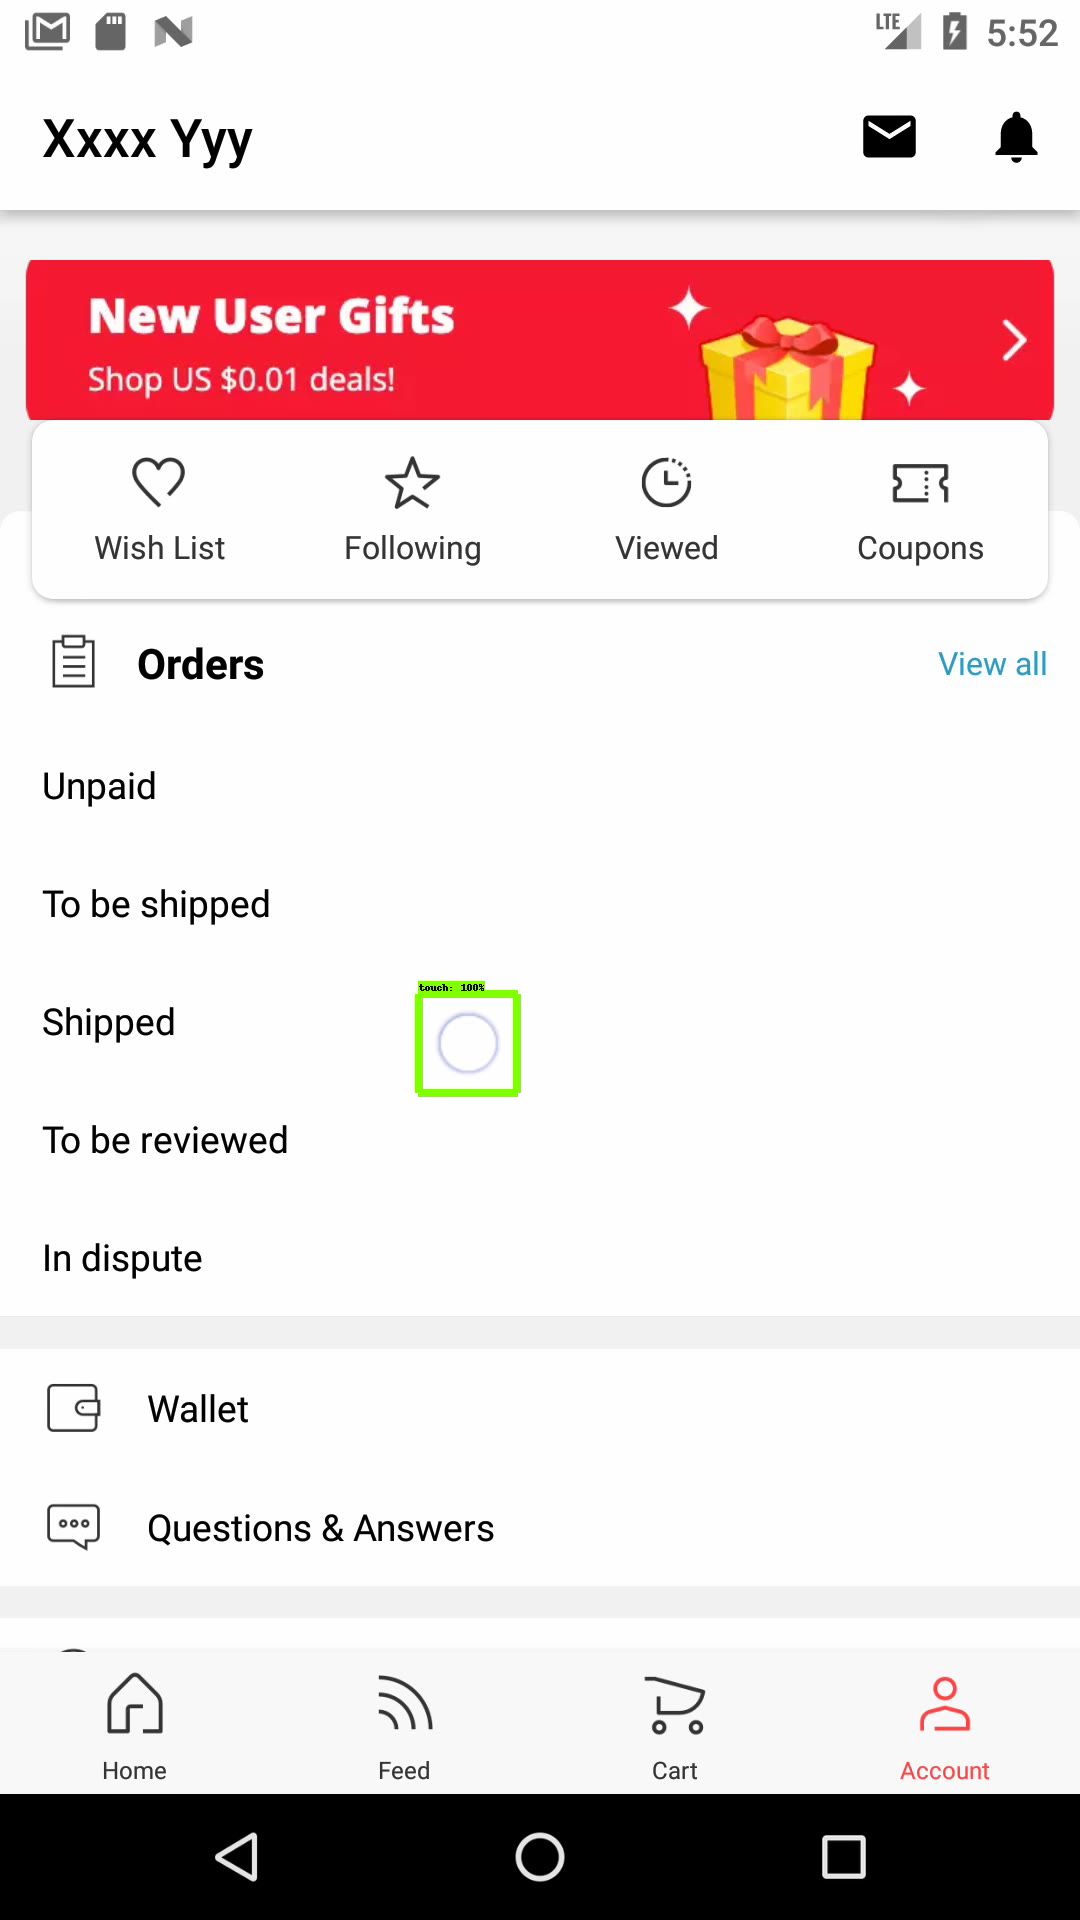 LTE 5:52
Xxxx Yyy
New User Gifts
Shop US $0.01 deals!
Wish List Following Viewed Coupons
Orders View all
Unpaid
To be shipped
touch: 100%
Shipped
To be reviewed
In dispute
Wallet
Questions & Answers
Home Feed Cart Account